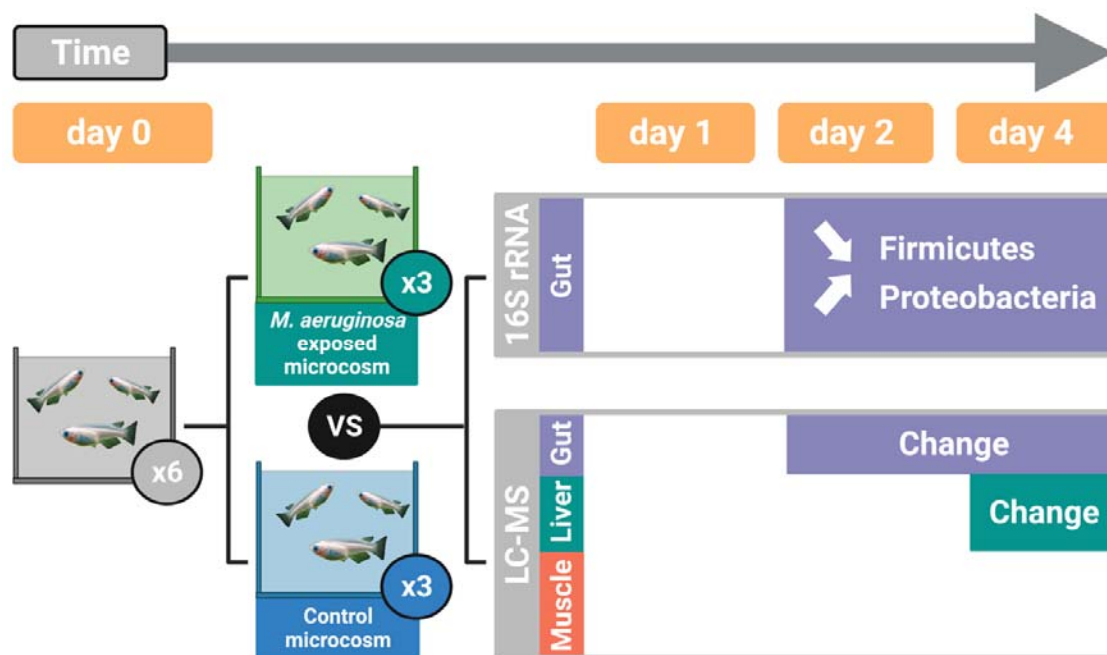 Time
day 0
day 1
day 2
day 4
x3
M. aeruginosa
exposed
microcosm
x6
VS
x3
Control
microcosm
16S rRNA
Gut
Firmicutes
Proteobacteria
LC-MS
Gut
Liver
Muscle
Change
Change